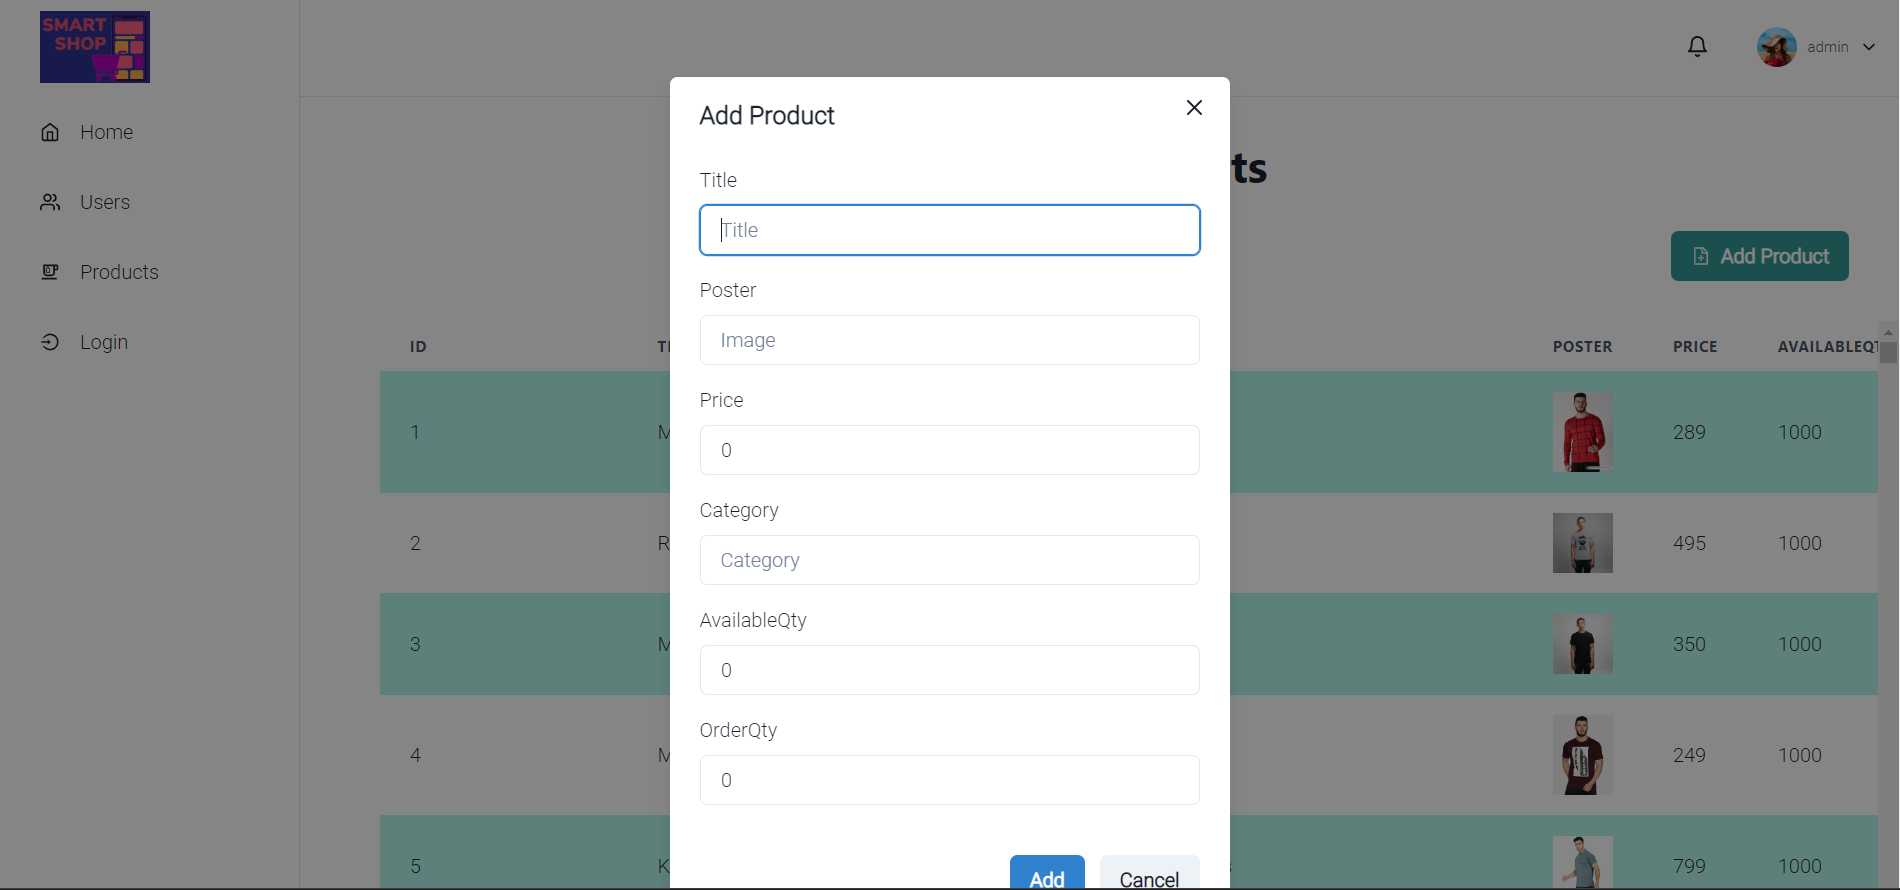 SMART
SHOP
admin
Home
Users
Products
Login
ts
Add Product
ID
POSTER PRICE AVAILABLEQ
1 289 1000
2 495 1000
3 350 1000
4 249 1000
5 799 1000
Add Product
Title
Title
Poster
Image
Price
0
Category
Category
AvailableQty
0
OrderQty
0
Add Cancel